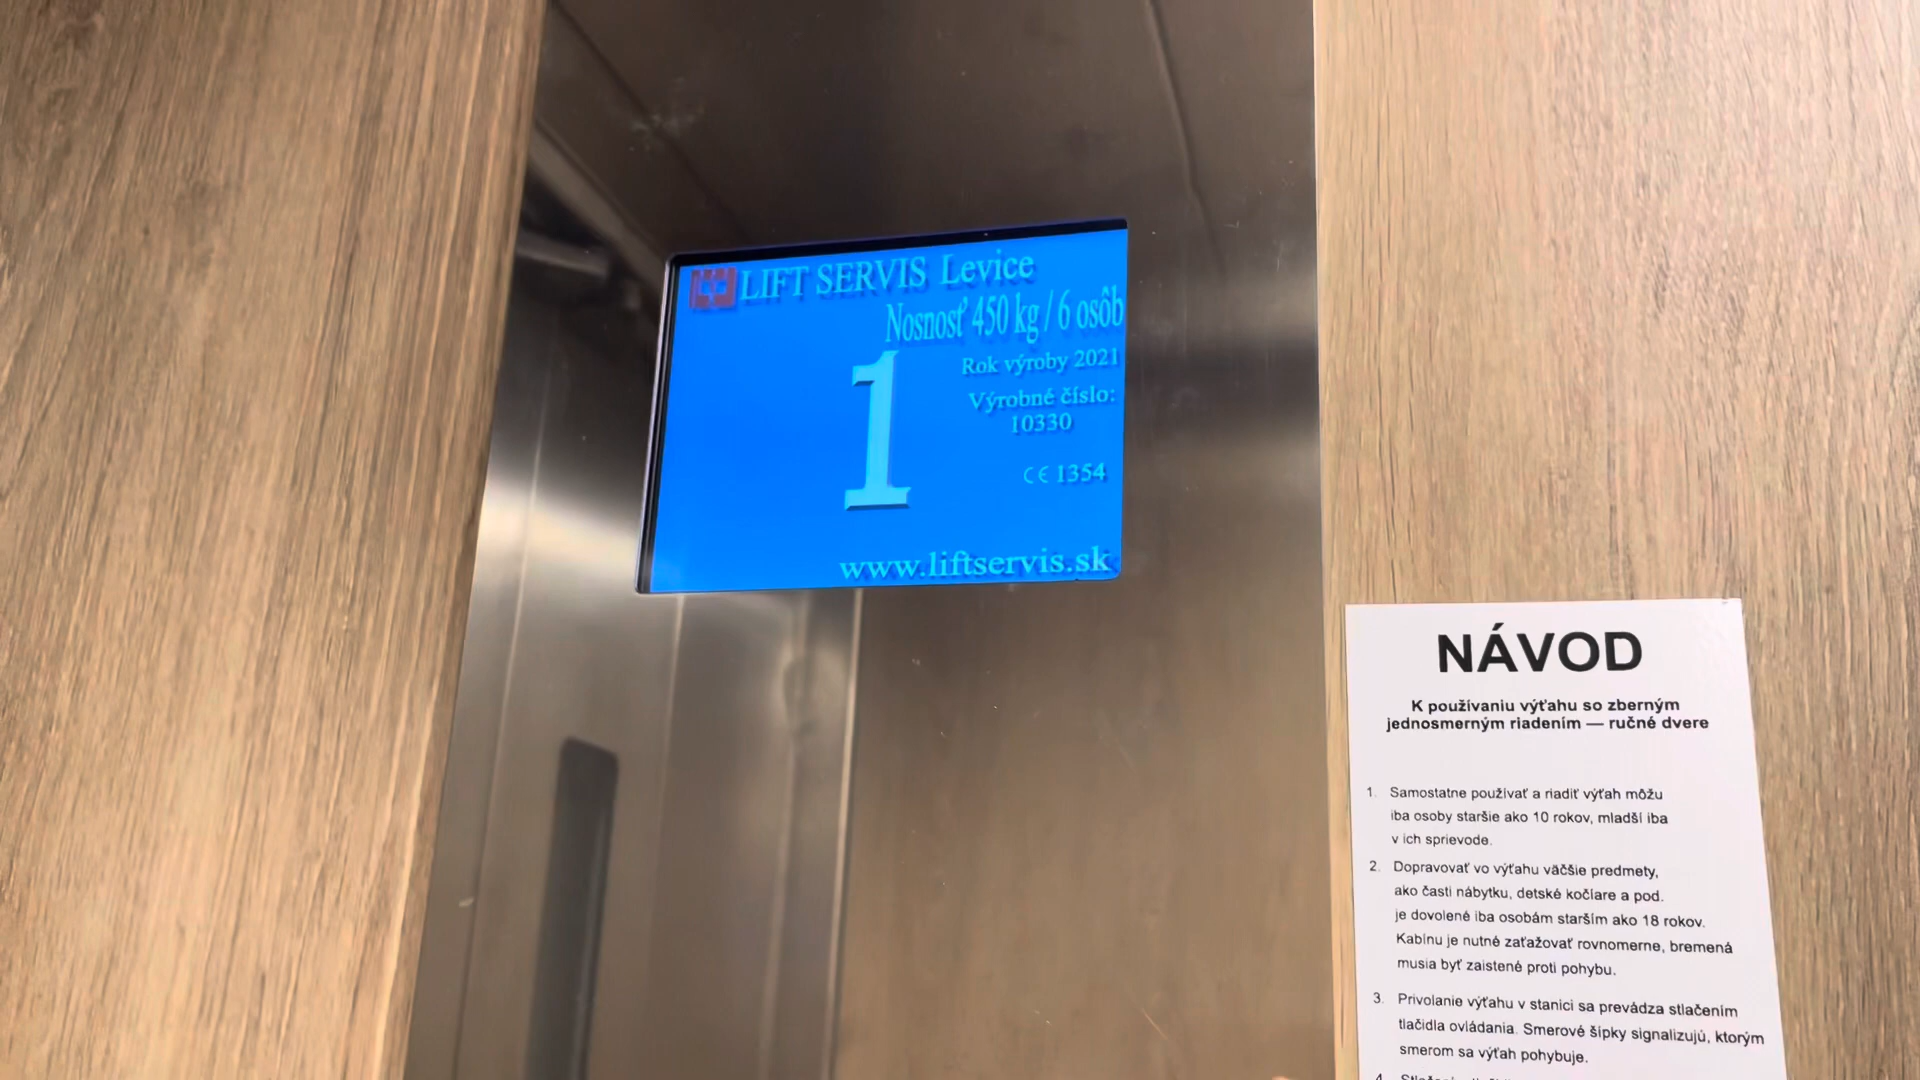 LIFT SERVIS Levice
Nosnosť 450 kg / 6 osôb
1
Rok výroby 2021
Výrobné číslo:
10330
CE 1354
www.liftservis.sk
NÁVOD
K používaniu výťahu so zberným
jednosmerným riadením — ručné dvere
1. Samostatne používať a riadiť výťah môžu
iba osoby staršie ako 10 rokov, mladší iba
v ich sprievode.
2. Dopravovať vo výťahu väčšie predmety,
ako časti nábytku, detské kočiare a pod.
je dovolené iba osobám starším ako 18 rokov.
Kabínu je nutné zaťažovať rovnomerne, bremená
musia byť zaistené proti pohybu.
3. Privolanie výťahu v stanici sa prevádza stlačením
tlačidla ovládania. Smerové šípky signalizujú, ktorým
smerom sa výťah pohybuje.
4.